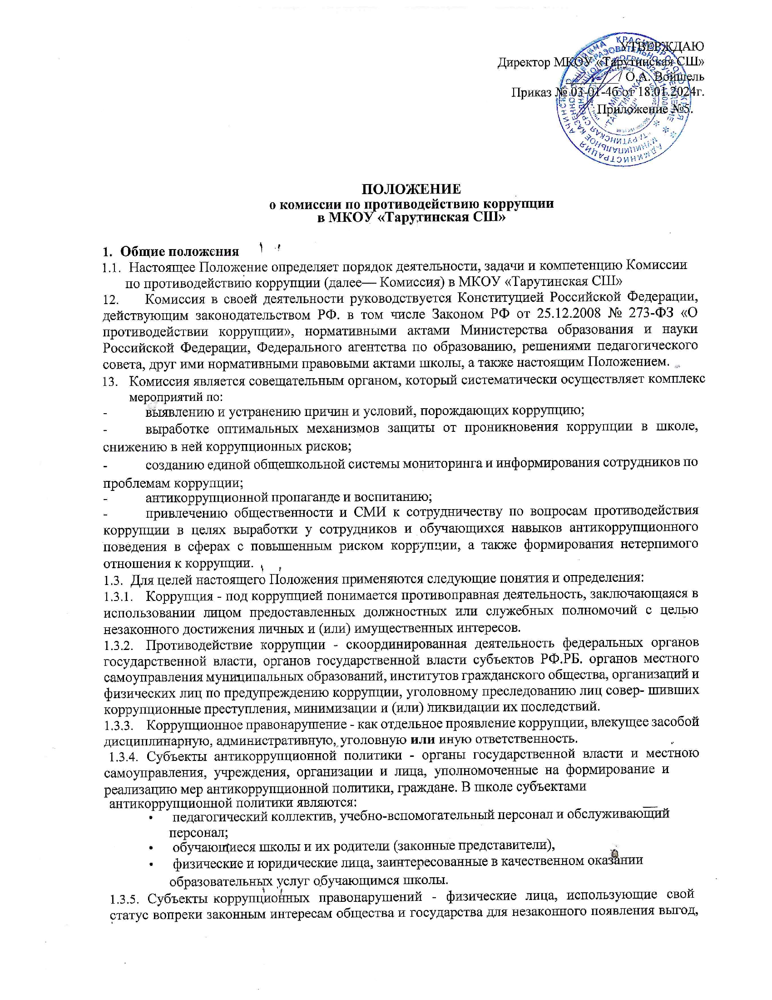 УТВЕРЖДАЮ
Директор МКОУ «Тарутинская СШ»
/ О.А. Войшель
Приказ № 03-01-4б от 18.01.2024г.
Приложение №5.
ПОЛОЖЕНИЕ
о комиссии по противодействию коррупции
в МКОУ «Тарутинская СШ»
1. Общие положения
1.1. Настоящее Положение определяет порядок деятельности, задачи и компетенцию Комиссии
по противодействию коррупции (далее— Комиссия) в МКОУ «Тарутинская СШ»
12. Комиссия в своей деятельности руководствуется Конституцией Российской Федерации,
действующим законодательством РФ. в том числе Законом РФ от 25.12.2008 № 273-ФЗ «О
противодействии коррупции», нормативными актами Министерства образования и науки
Российской Федерации, Федерального агентства по образованию, решениями педагогического
совета, друг ими нормативными правовыми актами школы, а также настоящим Положением.
13. Комиссия является совещательным органом, который систематически осуществляет комплекс
мероприятий по:
- выявлению и устранению причин и условий, порождающих коррупцию;
- выработке оптимальных механизмов защиты от проникновения коррупции в школе,
снижению в ней коррупционных рисков;
- созданию единой общешкольной системы мониторинга и информирования сотрудников по
проблемам коррупции;
- антикоррупционной пропаганде и воспитанию;
- привлечению общественности и СМИ к сотрудничеству по вопросам противодействия
коррупции в целях выработки у сотрудников и обучающихся навыков антикоррупционного
поведения в сферах с повышенным риском коррупции, а также формирования нетерпимого
отношения к коррупции.
1.3. Для целей настоящего Положения применяются следующие понятия и определения:
1.3.1. Коррупция - под коррупцией понимается противоправная деятельность, заключающаяся в
использовании лицом предоставленных должностных или служебных полномочий с целью
незаконного достижения личных и (или) имущественных интересов.
1.3.2. Противодействие коррупции - скоординированная деятельность федеральных органов
государственной власти, органов государственной власти субъектов РФ.РБ. органов местного
самоуправления муниципальных образований, институтов гражданского общества, организаций и
физических лиц по предупреждению коррупции, уголовному преследованию лиц совер- шивших
коррупционные преступления, минимизации и (или) ликвидации их последствий.
1.3.3. Коррупционное правонарушение - как отдельное проявление коррупции, влекущее засобой
дисциплинарную, административную, уголовную или иную ответственность.
1.3.4. Субъекты антикоррупционной политики - органы государственной власти и местною
самоуправления, учреждения, организации и лица, уполномоченные на формирование и
реализацию мер антикоррупционной политики, граждане. В школе субъектами
антикоррупционной политики являются:
• педагогический коллектив, учебно-вспомогательный персонал и обслуживающий
персонал;
• обучающиеся школы и их родители (законные представители),
• физические и юридические лица, заинтересованные в качественном оказании
образовательных услуг обучающимся школы.
1.3.5. Субъекты коррупционных правонарушений - физические лица, использующие свой
статус вопреки законным интересам общества и государства для незаконного появления выгод,
АДМИНИСТРАЦИЯ АЧИНСКОГО РАЙОНА КРАСНОЯРСКОГО КРАЯ
МУНИЦИПАЛЬНОЕ КАЗЕННОЕ ОБЩЕОБРАЗОВАТЕЛЬНОЕ УЧРЕЖДЕНИЕ
"ТАРУТИНСКАЯ СРЕДНЯЯ ШКОЛА"
МКОУ
"ТАРУТИНСКАЯ
СШ"